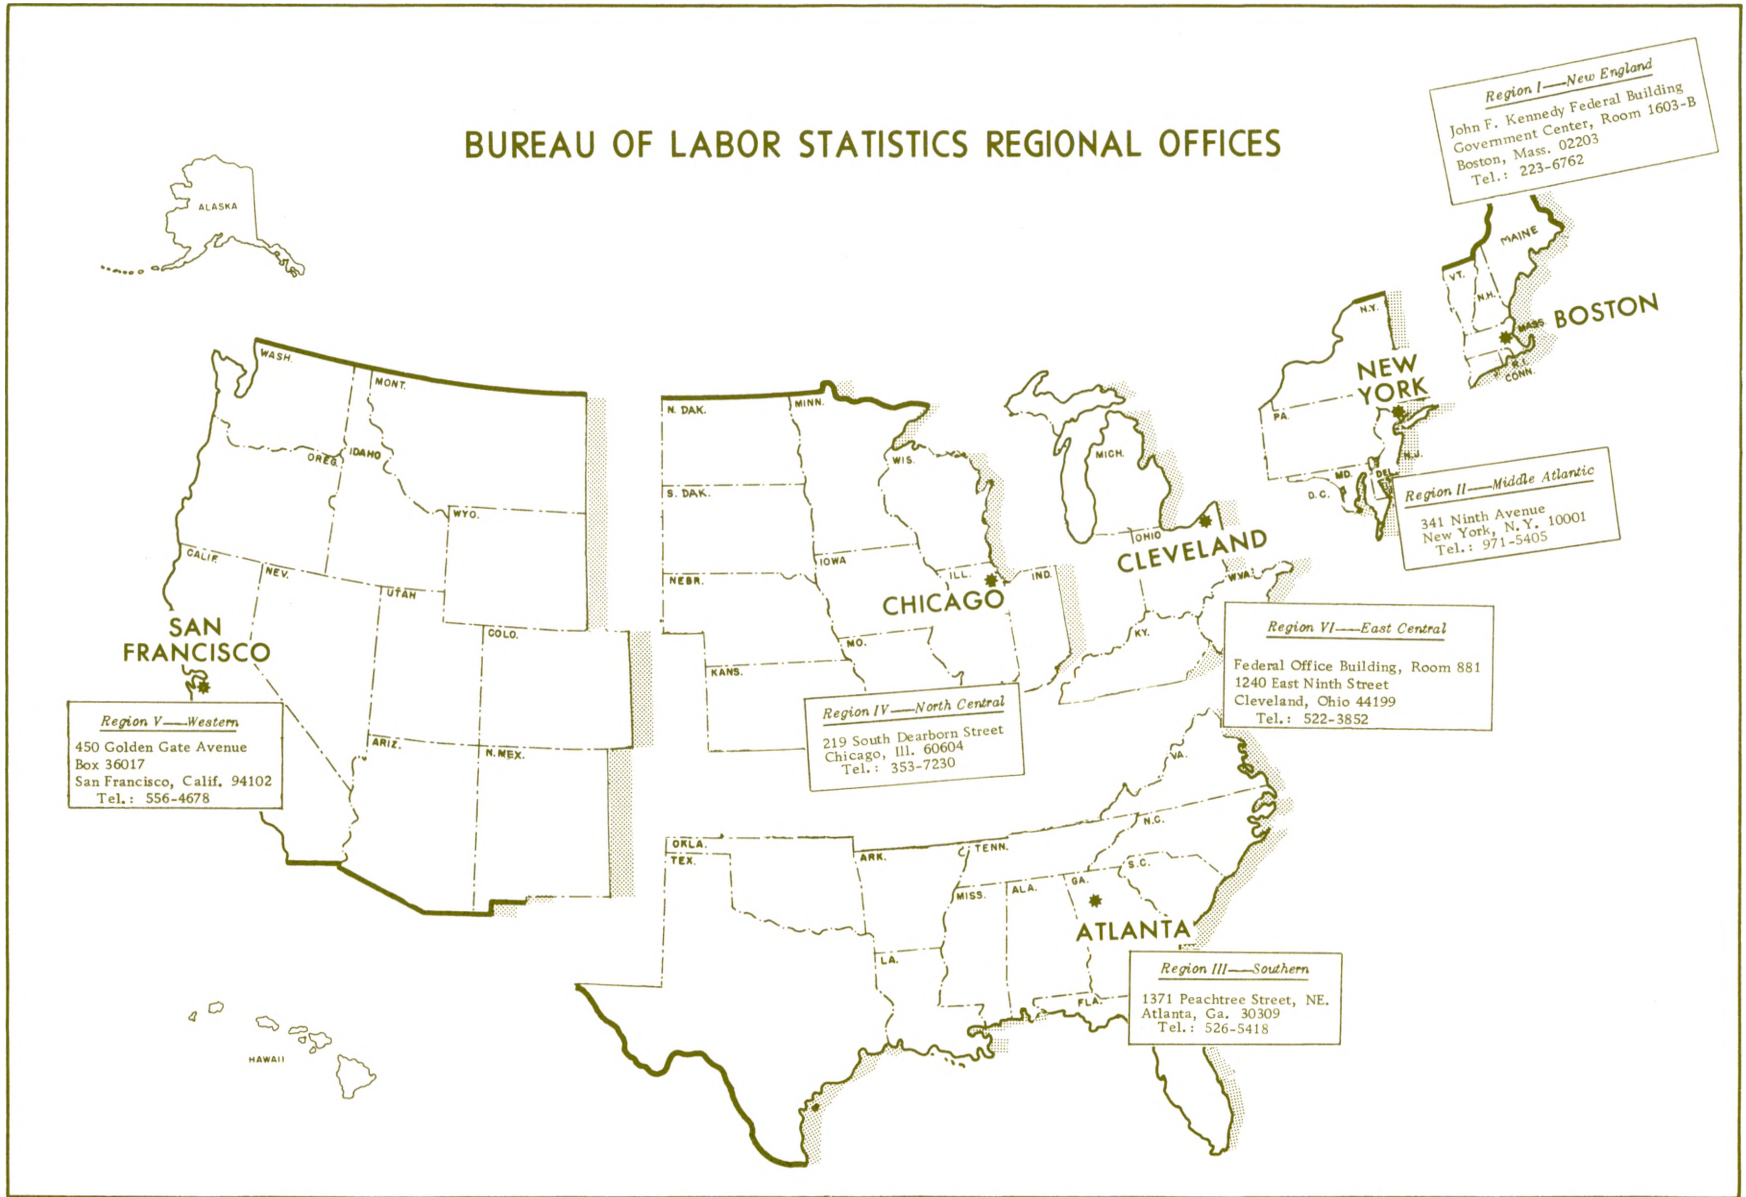 BUREAU OF LABOR STATISTICS REGIONAL OFFICES
Region I—New England
John F. Kennedy Federal Building
Government Center, Room 1603-B
Boston, Mass. 02203
Tel.: 223-6762
ALASKA
MAINE
VT.
N.H.
MASS.
BOSTON
R.I.
CONN.
N.Y.
NEW
YORK
PA.
N.J.
MD.
DEL.
D.C.
Region II—Middle Atlantic
341 Ninth Avenue
New York, N.Y. 10001
Tel.: 971-5405
WASH.
MONT.
OREG.
IDAHO
WYO.
CALIF.
NEV.
UTAH
COLO.
ARIZ.
N.MEX.
SAN
FRANCISCO
Region V—Western
450 Golden Gate Avenue
Box 36017
San Francisco, Calif. 94102
Tel.: 556-4678
N. DAK.
MINN.
S. DAK.
WIS.
MICH.
IOWA
NEBR.
ILL.
IND.
OHIO
CLEVELAND
CHICAGO
MO.
KANS.
KY.
W.VA.
Region IV—North Central
219 South Dearborn Street
Chicago, Ill. 60604
Tel.: 353-7230
Region VI—East Central
Federal Office Building, Room 881
1240 East Ninth Street
Cleveland, Ohio 44199
Tel.: 522-3852
VA.
N.C.
OKLA.
TEX.
ARK.
TENN.
S.C.
MISS.
ALA.
GA.
ATLANTA
LA.
FLA.
Region III—Southern
1371 Peachtree Street, NE.
Atlanta, Ga. 30309
Tel.: 526-5418
HAWAII